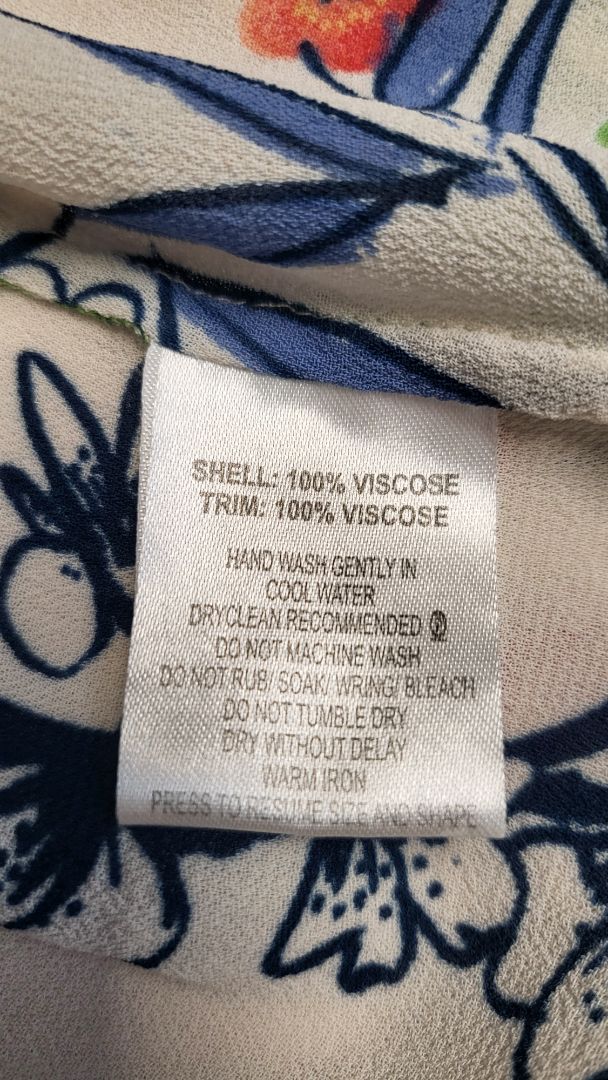 SHELL: 100% VISCOSE
TRIM: 100% VISCOSE
HAND WASH GENTLY IN
COOL WATER
DRYCLEAN RECOMMENDED Ⓟ
DO NOT MACHINE WASH
DO NOT RUB/ SOAK/ WRING/ BLEACH
DO NOT TUMBLE DRY
DRY WITHOUT DELAY
WARM IRON
PRESS TO RESUME SIZE AND SHAPE